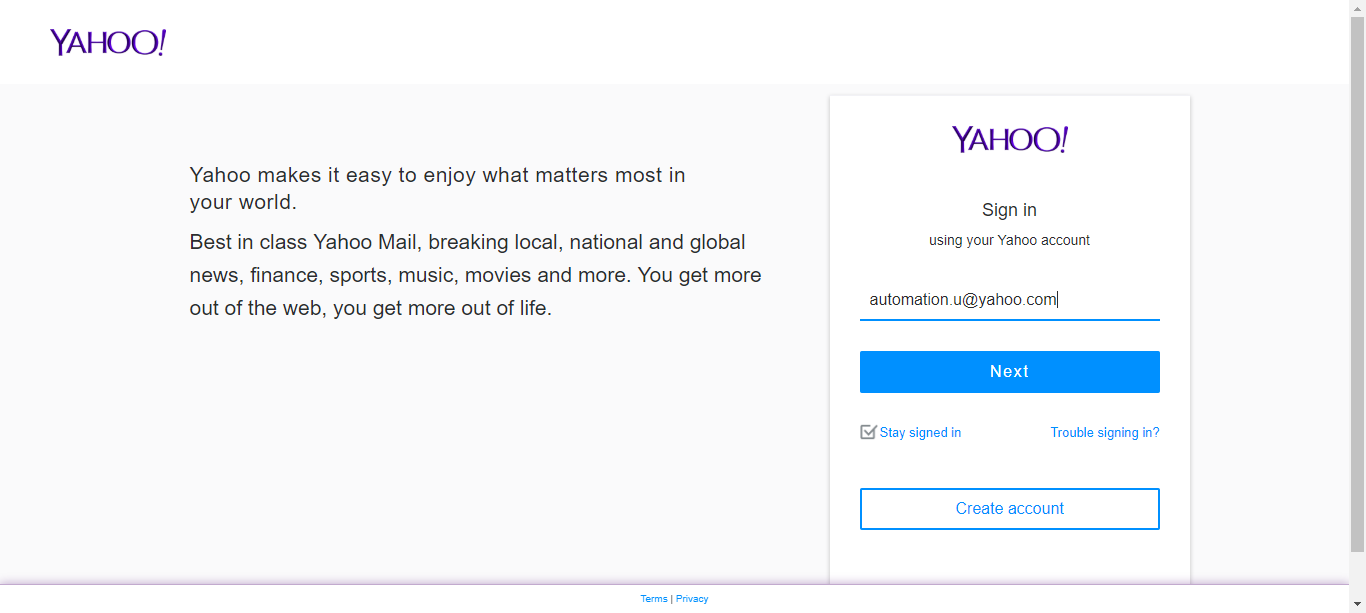 YAHOO!
Yahoo makes it easy to enjoy what matters most in
your world.
Best in class Yahoo Mail, breaking local, national and global
news, finance, sports, music, movies and more. You get more
out of the web, you get more out of life.
YAHOO!
Sign in
using your Yahoo account
automation.u@yahoo.com
Next
Stay signed in
Trouble signing in?
Create account
Terms | Privacy